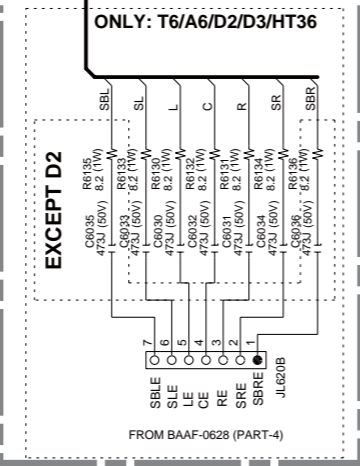 ONLY: T6/A6/D2/D3/HT36
SBL
SL
L
C
R
SR
SBR
EXCEPT D2
R6135
8.2 (1W)
R6133
8.2 (1W)
R6130
8.2 (1W)
R6132
8.2 (1W)
R6131
8.2 (1W)
R6134
8.2 (1W)
R6136
8.2 (1W)
C6035
473J (50V)
C6033
473J (50V)
C6030
473J (50V)
C6032
473J (50V)
C6031
473J (50V)
C6034
473J (50V)
C6036
473J (50V)
7
6
5
4
3
2
1
SBLE
SLE
LE
CE
RE
SRE
SBRE
JL620B
FROM BAAF-0628 (PART-4)